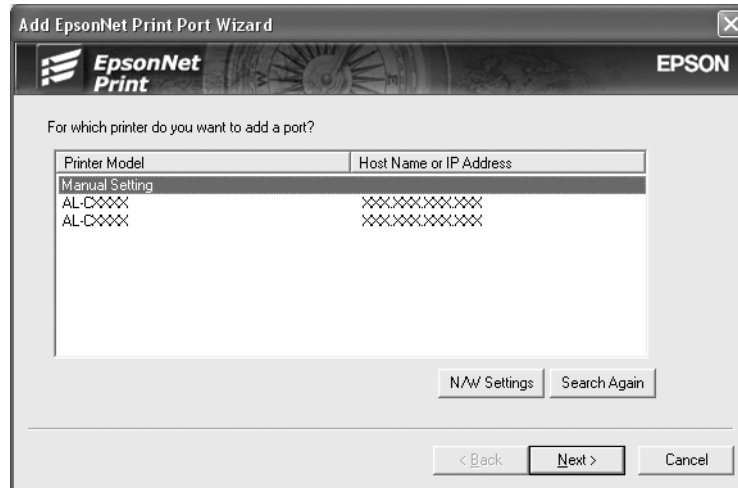 Add EpsonNet Print Port Wizard
EpsonNet
Print
EPSON
For which printer do you want to add a port?
Printer Model Host Name or IP Address
Manual Setting
AL-CXXXX XXX.XXX.XXX.XXX
AL-CXXXX XXX.XXX.XXX.XXX
N/W Settings Search Again
< Back Next > Cancel